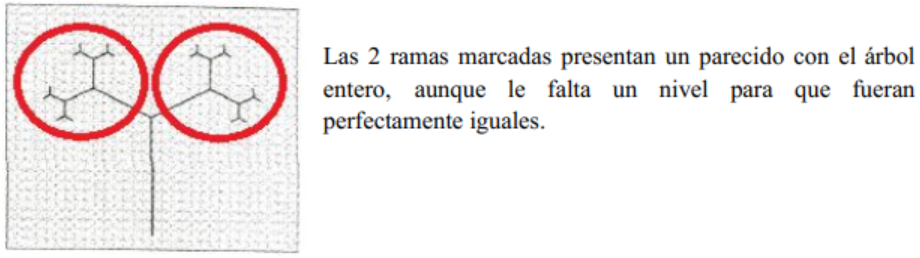 Las 2 ramas marcadas presentan un parecido con el árbol
entero, aunque le falta un nivel para que fueran
perfectamente iguales.